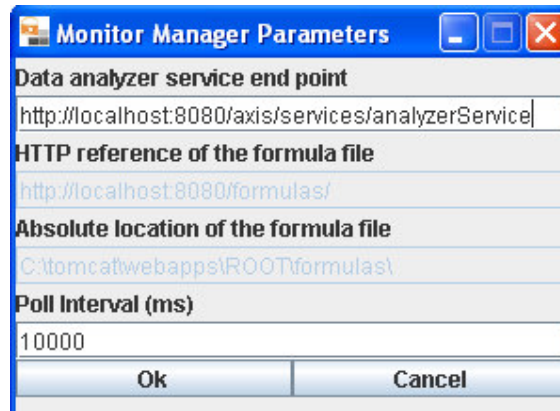 Monitor Manager Parameters
Data analyzer service end point
http://localhost:8080/axis/services/analyzerService
HTTP reference of the formula file
http://localhost:8080/formulas/
Absolute location of the formula file
C:\tomcat\webapps\ROOT\formulas\
Poll Interval (ms)
10000
Ok Cancel